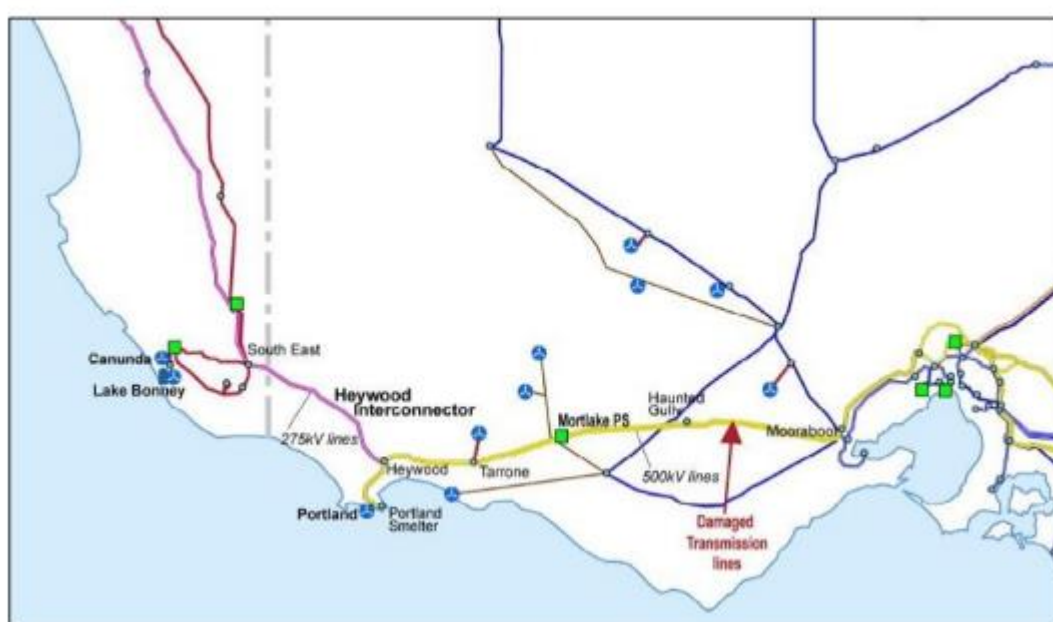 South East
Canunda
Lake Bonney
Heywood
Interconnector
275kV lines
Haunted
Gully
Mortlake PS
Moorabool
Heywood
Tarrone
500kV lines
Portland
Portland
Smelter
Damaged
Transmission
lines